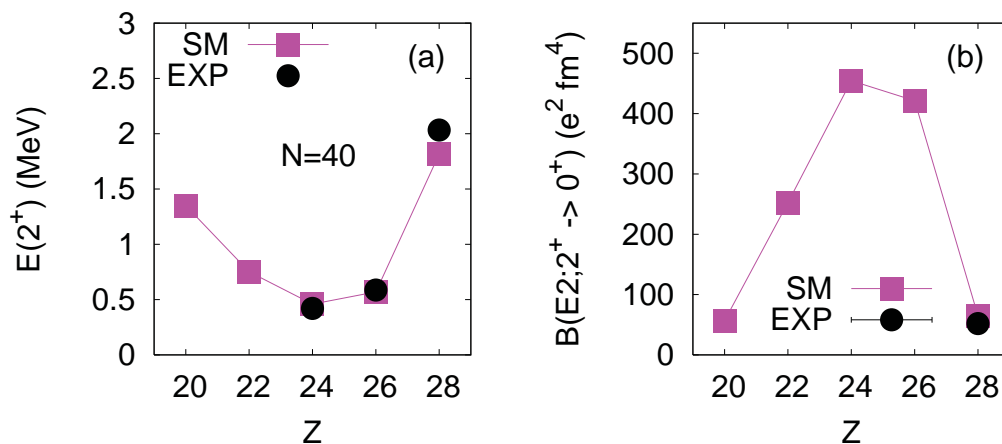 3
2.5
2
1.5
1
0.5
0
E(2+) (MeV)
SM
EXP
(a)
N=40
20 22 24 26 28
Z
500
400
300
200
100
0
B(E2;2+ -> 0+) (e2 fm4)
(b)
SM
EXP
20 22 24 26 28
Z